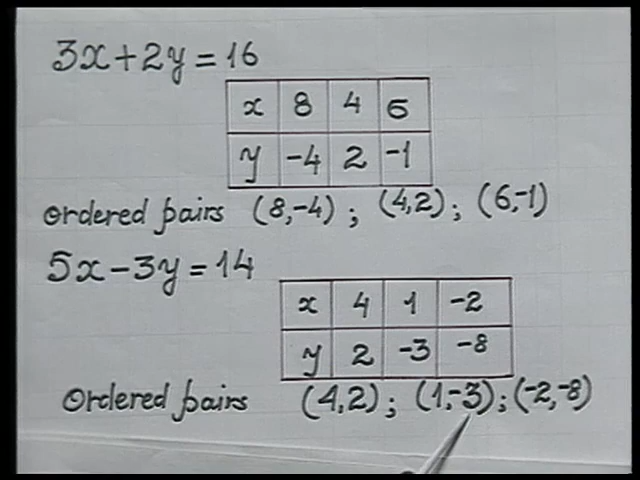 3x+2y=16
x 8 4 6
y -4 2 -1
Ordered pairs (8,-4) ; (4,2) ; (6,-1)
5x-3y=14
x 4 1 -2
y 2 -3 -8
Ordered pairs (4,2) ; (1,-3) ; (-2,-8)